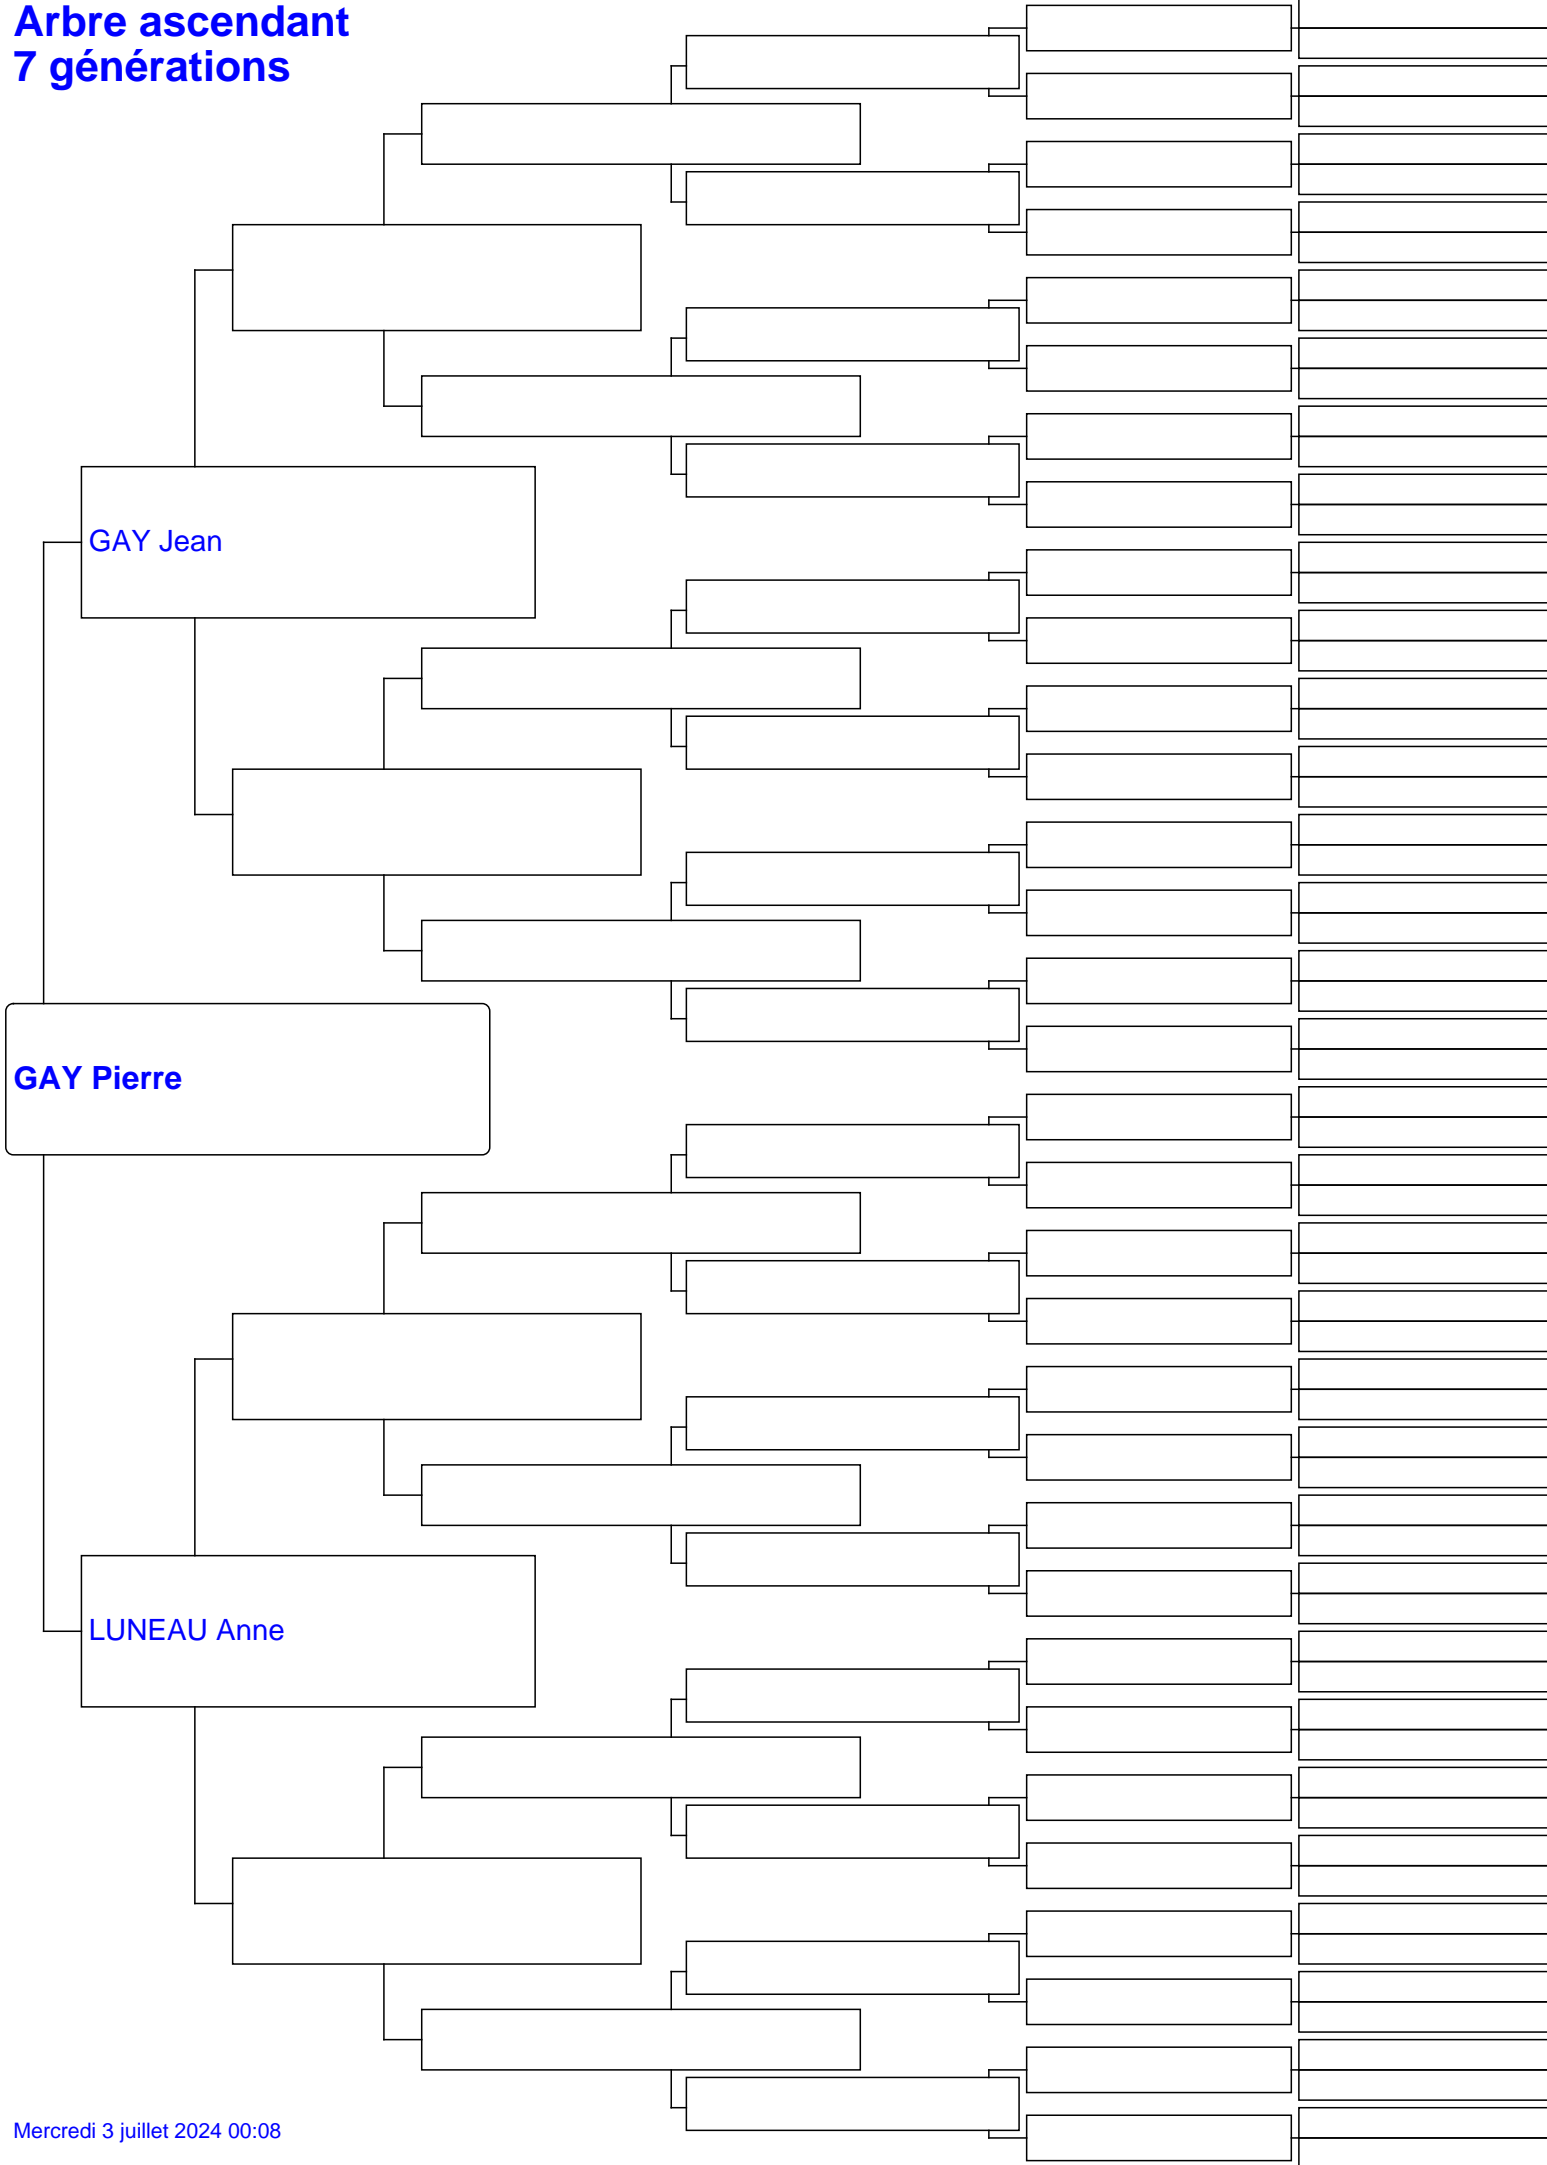 Arbre ascendant
7 générations
GAY Jean
GAY Pierre
LUNEAU Anne
Mercredi 3 juillet 2024 00:08